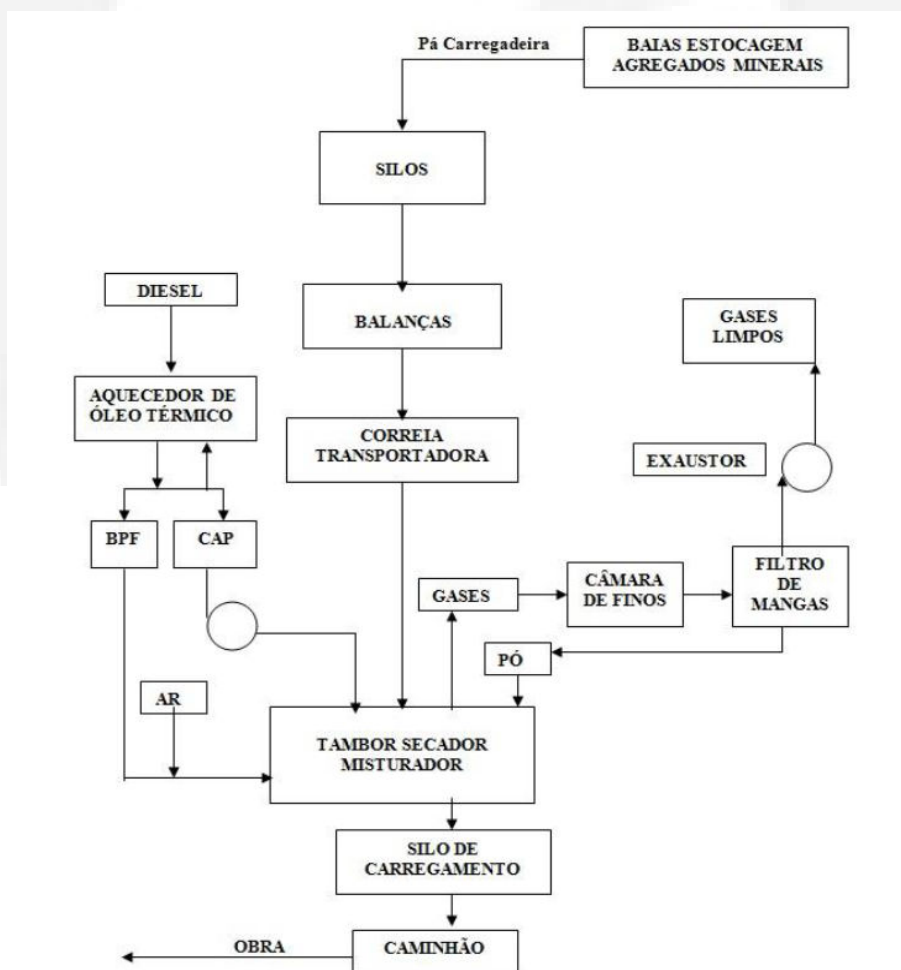 Pá Carregadeira
BAIAS ESTOCAGEM
AGREGADOS MINERAIS
SILOS
DIESEL
BALANÇAS
GASES
LIMPOS
AQUECEDOR DE
ÓLEO TÉRMICO
CORREIA
TRANSPORTADORA
EXAUSTOR
BPF
CAP
GASES
CÂMARA
DE FINOS
FILTRO
DE
MANGAS
PÓ
AR
TAMBOR SECADOR
MISTURADOR
SILO DE
CARREGAMENTO
OBRA
CAMINHÃO